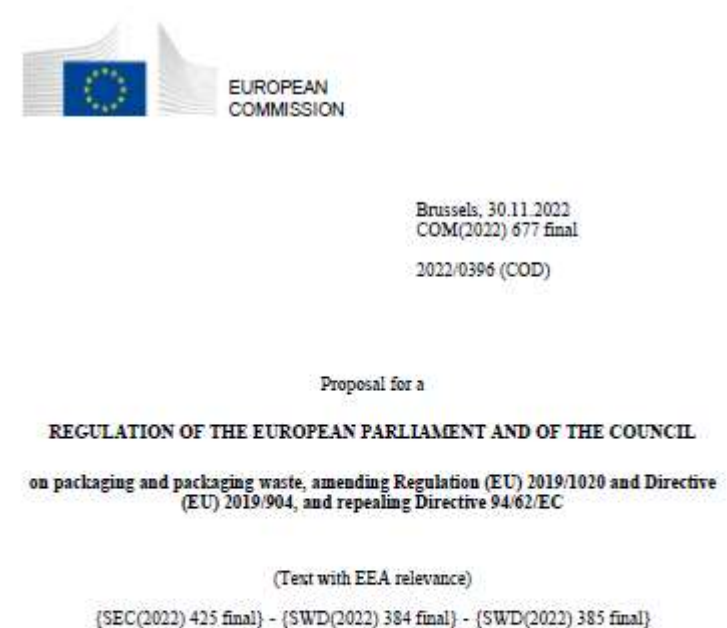 EUROPEAN
COMMISSION
Brussels, 30.11.2022
COM(2022) 677 final
2022/0396 (COD)
Proposal for a
REGULATION OF THE EUROPEAN PARLIAMENT AND OF THE COUNCIL
on packaging and packaging waste, amending Regulation (EU) 2019/1020 and Directive
(EU) 2019/904, and repealing Directive 94/62/EC
(Text with EEA relevance)
{SEC(2022) 425 final} - {SWD(2022) 384 final} - {SWD(2022) 385 final}